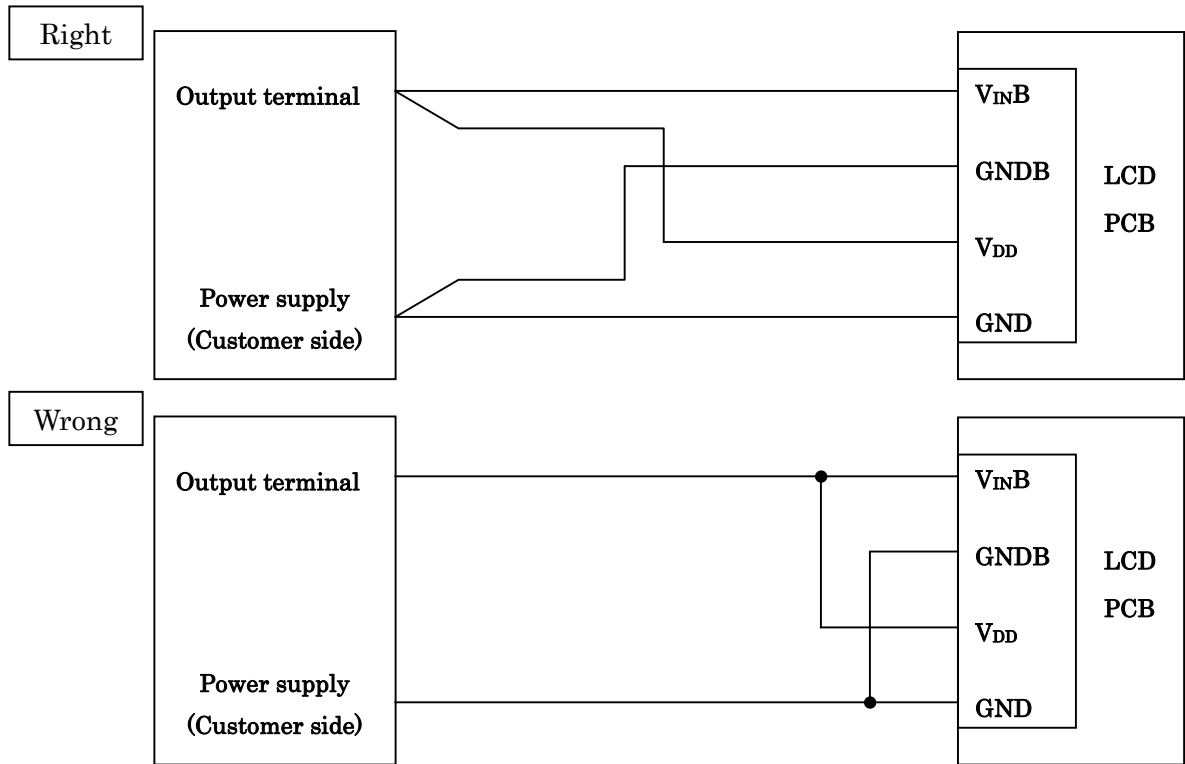 Right
Output terminal
Power supply
(Customer side)
VINB
GNDB
VDD
GND
LCD
PCB
Wrong
Output terminal
Power supply
(Customer side)
VINB
GNDB
VDD
GND
LCD
PCB